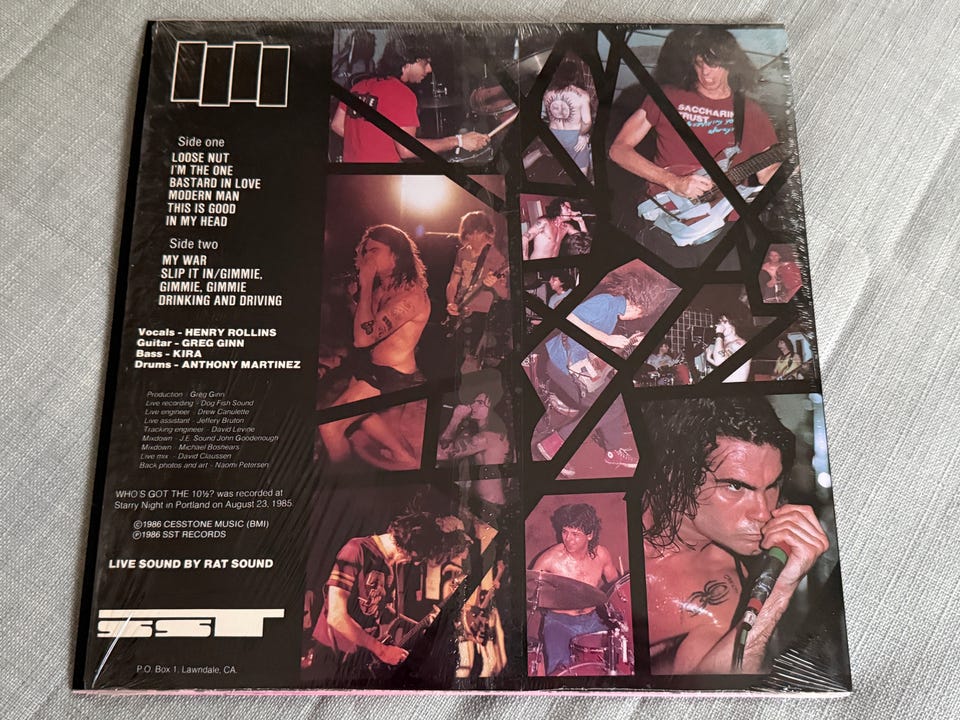 Side one
LOOSE NUT
I'M THE ONE
BASTARD IN LOVE
MODERN MAN
THIS IS GOOD
IN MY HEAD
Side two
MY WAR
SLIP IT IN/GIMMIE,
GIMMIE, GIMMIE
DRINKING AND DRIVING
Vocals - HENRY ROLLINS
Guitar - GREG GINN
Bass - KIRA
Drums - ANTHONY MARTINEZ
Production - Greg Ginn
Live recording - Dog Fish Sound
Live engineer - Drew Canulette
Live assistant - Jeffery Bruton
Tracking engineer - David Levine
Mixdown - J.E. Sound John Goodenough
Mixdown - Michael Boshears
Live mix - David Claussen
Back photos and art - Naomi Petersen
WHO'S GOT THE 10½? was recorded at
Starry Night in Portland on August 23, 1985.
©1986 CESSTONE MUSIC (BMI)
℗1986 SST RECORDS
LIVE SOUND BY RAT SOUND
SST
P.O. Box 1, Lawndale, CA.
SACCHARINE
TRUST